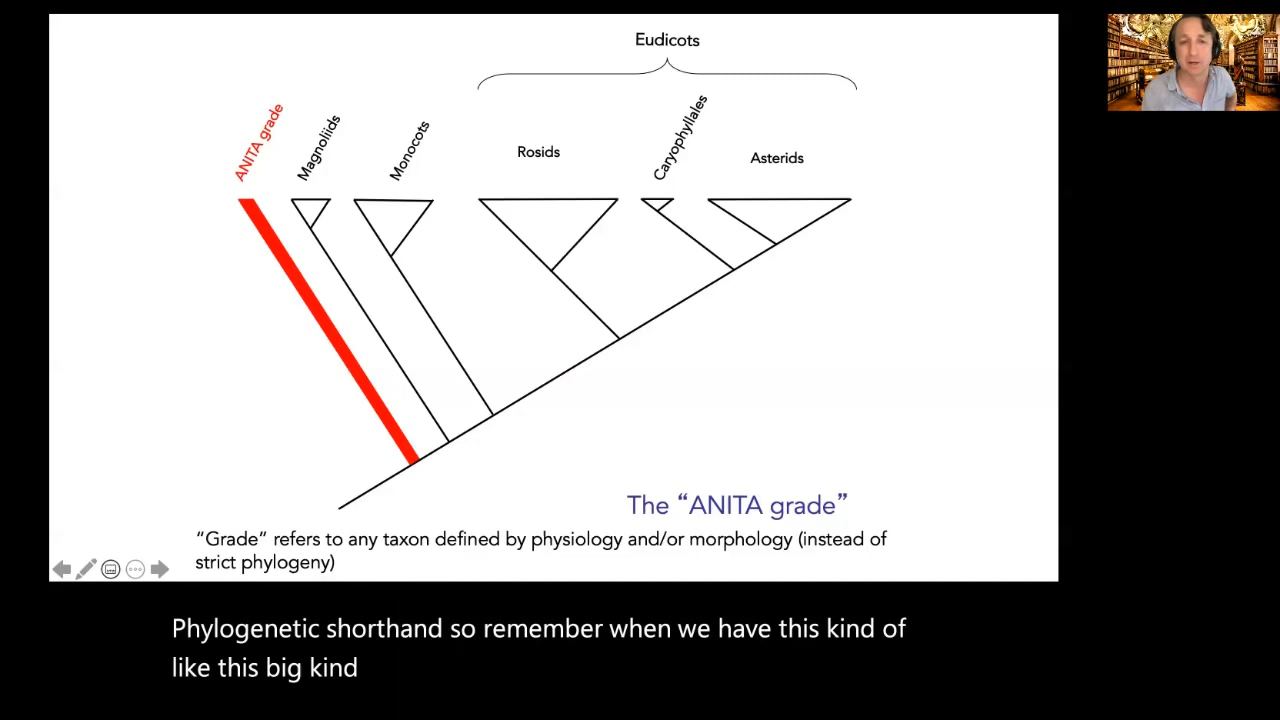 Eudicots
ANITA grade
Magnoliids
Monocots
Rosids
Caryophyllales
Asterids
The “ANITA grade”
“Grade” refers to any taxon defined by physiology and/or morphology (instead of
strict phylogeny)
Phylogenetic shorthand so remember when we have this kind of
like this big kind